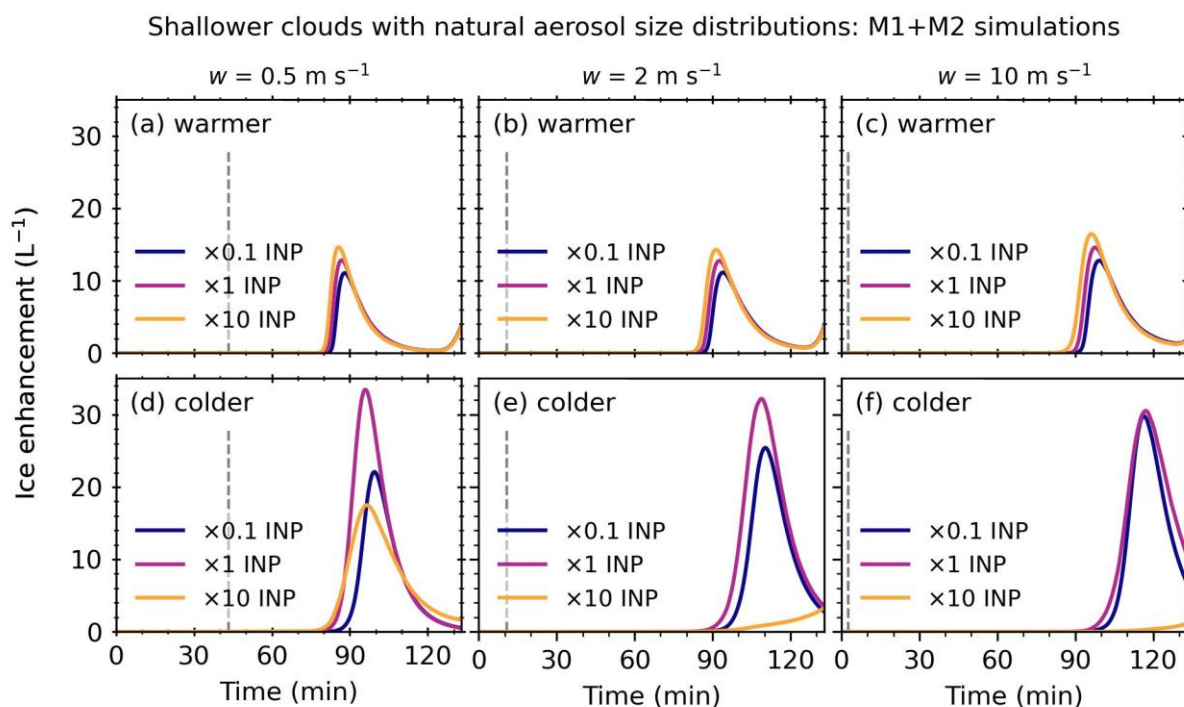 Shallower clouds with natural aerosol size distributions: M1+M2 simulations
w = 0.5 m s⁻¹
w = 2 m s⁻¹
w = 10 m s⁻¹
Ice enhancement (L⁻¹)
30
20
10
0
(a) warmer
×0.1 INP
×1 INP
×10 INP
(b) warmer
×0.1 INP
×1 INP
×10 INP
(c) warmer
×0.1 INP
×1 INP
×10 INP
30
20
10
0
(d) colder
×0.1 INP
×1 INP
×10 INP
(e) colder
×0.1 INP
×1 INP
×10 INP
(f) colder
×0.1 INP
×1 INP
×10 INP
0 30 60 90 120
0 30 60 90 120
0 30 60 90 120
Time (min)
Time (min)
Time (min)